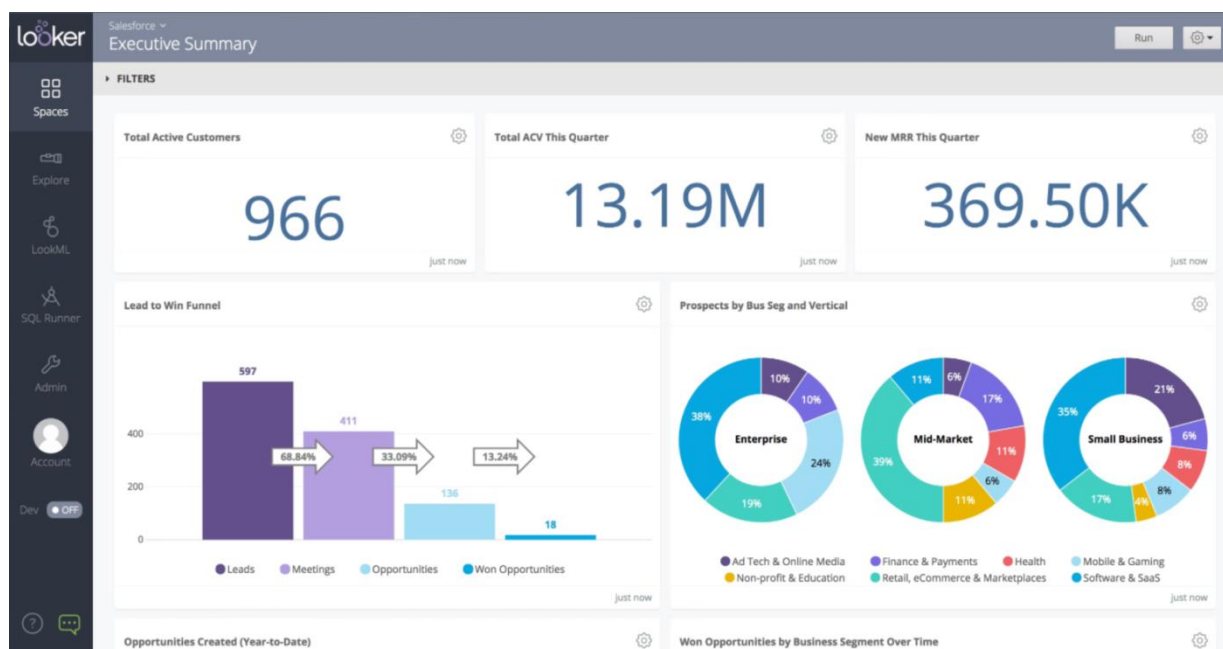 looker
Salesforce
Executive Summary
Run
FILTERS
Spaces
Explore
LookML
SQL Runner
Admin
Account
Dev OFF
Total Active Customers
966
just now
Total ACV This Quarter
13.19M
just now
New MRR This Quarter
369.50K
just now
Lead to Win Funnel
597
411
136
18
400
200
0
68.84%
33.09%
13.24%
Leads Meetings Opportunities Won Opportunities
just now
Prospects by Bus Seg and Vertical
Enterprise
10%
10%
24%
19%
38%
Mid-Market
6%
17%
11%
6%
11%
39%
11%
Small Business
21%
6%
8%
8%
4%
17%
35%
Ad Tech & Online Media Finance & Payments Health Mobile & Gaming
Non-profit & Education Retail, eCommerce & Marketplaces Software & SaaS
just now
Opportunities Created (Year-to-Date)
Won Opportunities by Business Segment Over Time
?